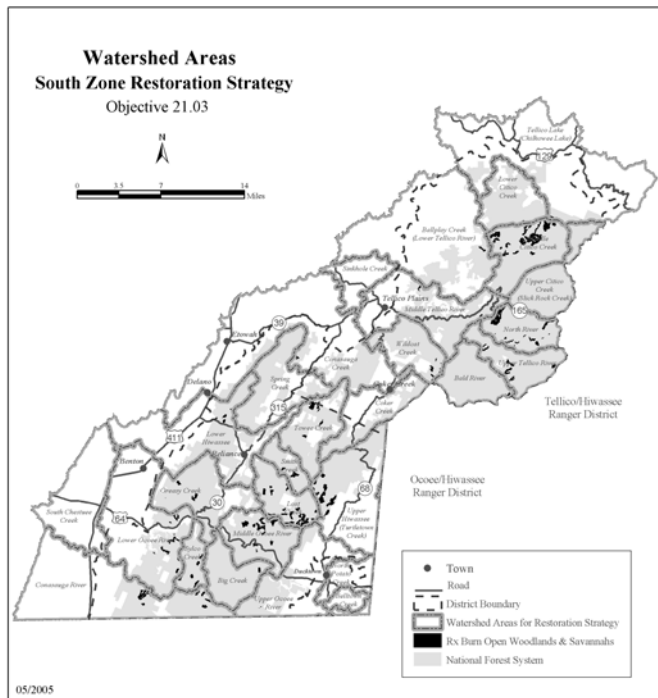 Watershed Areas
South Zone Restoration Strategy
Objective 21.03
N
0 3.5 7 14
Miles
Tellico Lake
(Chilhowee Lake)
129
Lower
Citico
Creek
Ballplay Creek
(Lower Tellico River)
Citico Creek
Sinkhole Creek
Upper Citico
Creek
(Slick Rock Creek)
Tellico Plains
Middle Tellico River
165
North River
39
Etowah
Wildcat
Creek
Upper Tellico River
Conasauga
Creek
Bald River
Spring
Creek
Coker Creek
Delano
Coker
Creek
Tellico/Hiwassee
Ranger District
315
Towee Creek
411
Lower
Hiwassee
Reliance
Benton
Smith
Greasy Creek
Ocoee/Hiwassee
Ranger District
68
30
South Chestuee
Creek
Upper
Hiwassee
(Turtletown
Creek)
64
Lower Ocoee River
Middle Ocoee River
Ducktown
Conasauga River
Big Creek
Upper Ocoee
River
Town
Road
District Boundary
Watershed Areas for Restoration Strategy
Rx Burn Open Woodlands & Savannahs
National Forest System
05/2005